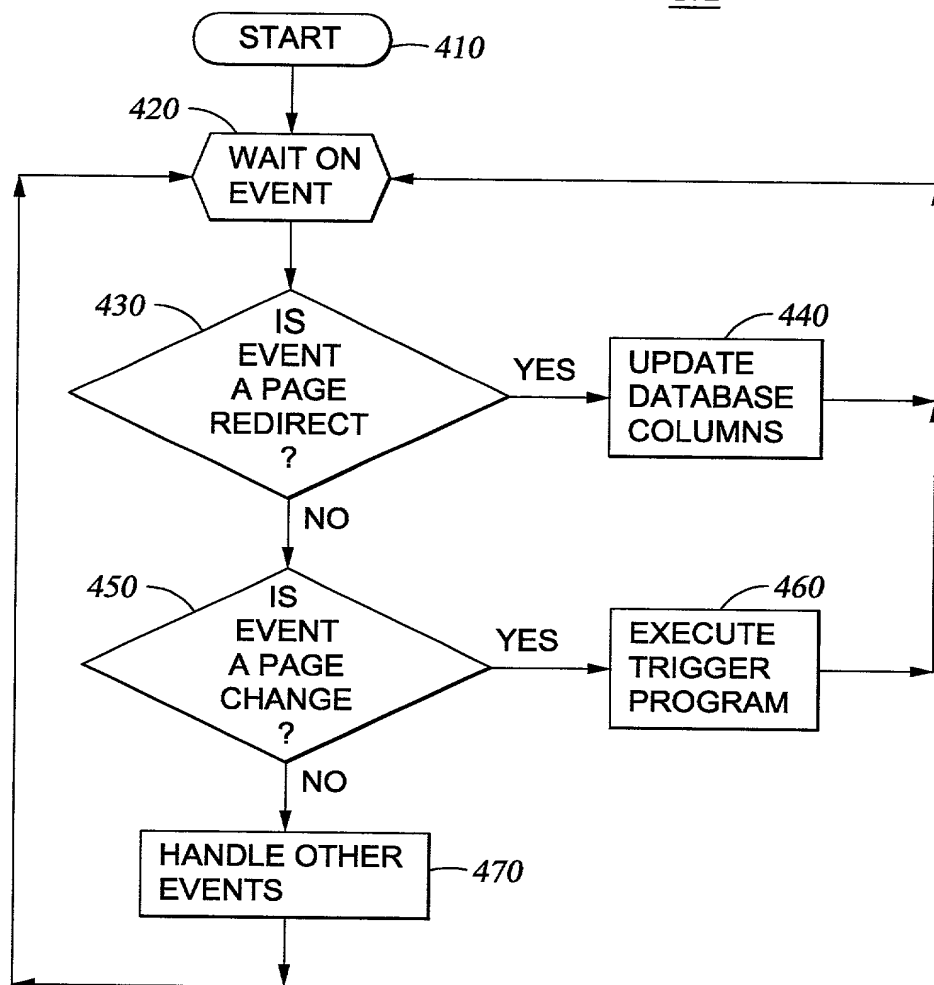 START
410
420
WAIT ON
EVENT
430
IS
EVENT
A PAGE
REDIRECT
?
YES
440
UPDATE
DATABASE
COLUMNS
NO
450
IS
EVENT
A PAGE
CHANGE
?
YES
460
EXECUTE
TRIGGER
PROGRAM
NO
HANDLE OTHER
EVENTS
470